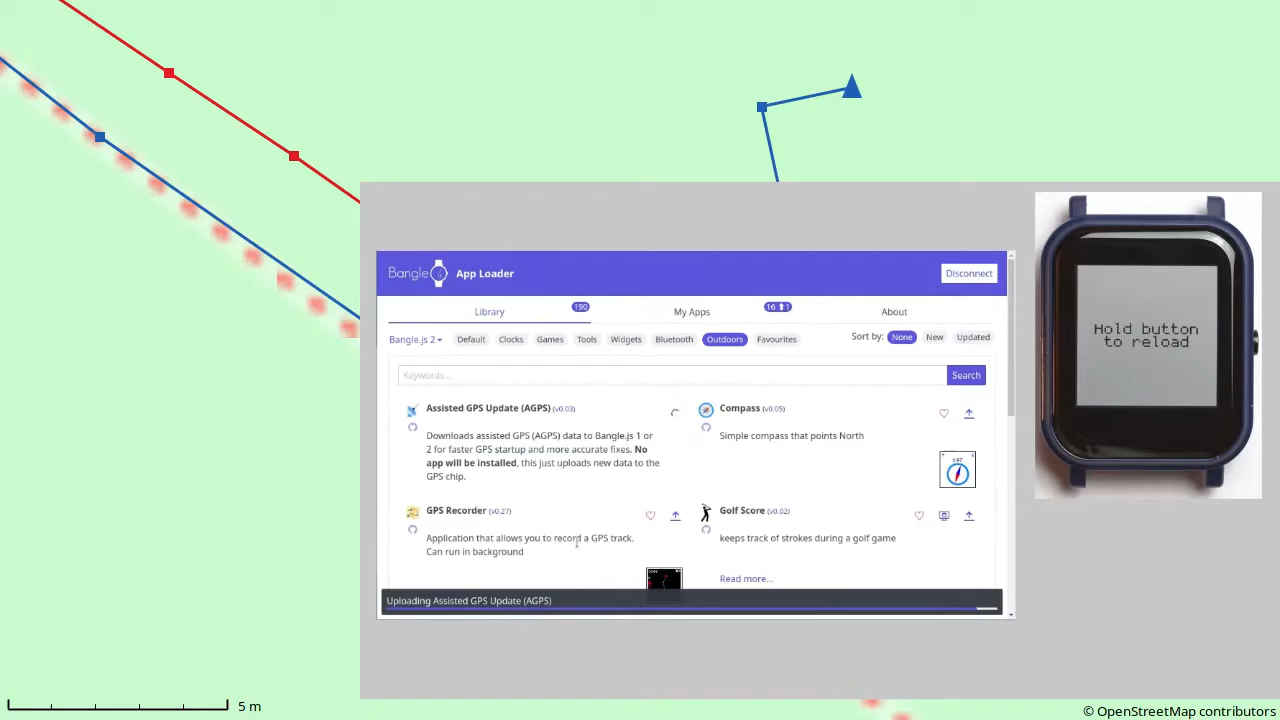 Bangle
App Loader
Disconnect
Library 190
My Apps 16 ⬆1
About
Bangle.js 2
Default Clocks Games Tools Widgets Bluetooth Outdoors Favourites
Sort by: None New Updated
Keywords...
Search
Assisted GPS Update (AGPS) (v0.03)
Downloads assisted GPS (AGPS) data to Bangle.js 1 or
2 for faster GPS startup and more accurate fixes. No
app will be installed, this just uploads new data to the
GPS chip.
Compass (v0.05)
Simple compass that points North
GPS Recorder (v0.27)
Application that allows you to record a GPS track.
Can run in background
Golf Score (v0.02)
keeps track of strokes during a golf game
Read more...
Uploading Assisted GPS Update (AGPS)
Hold button
to reload
5 m
© OpenStreetMap contributors